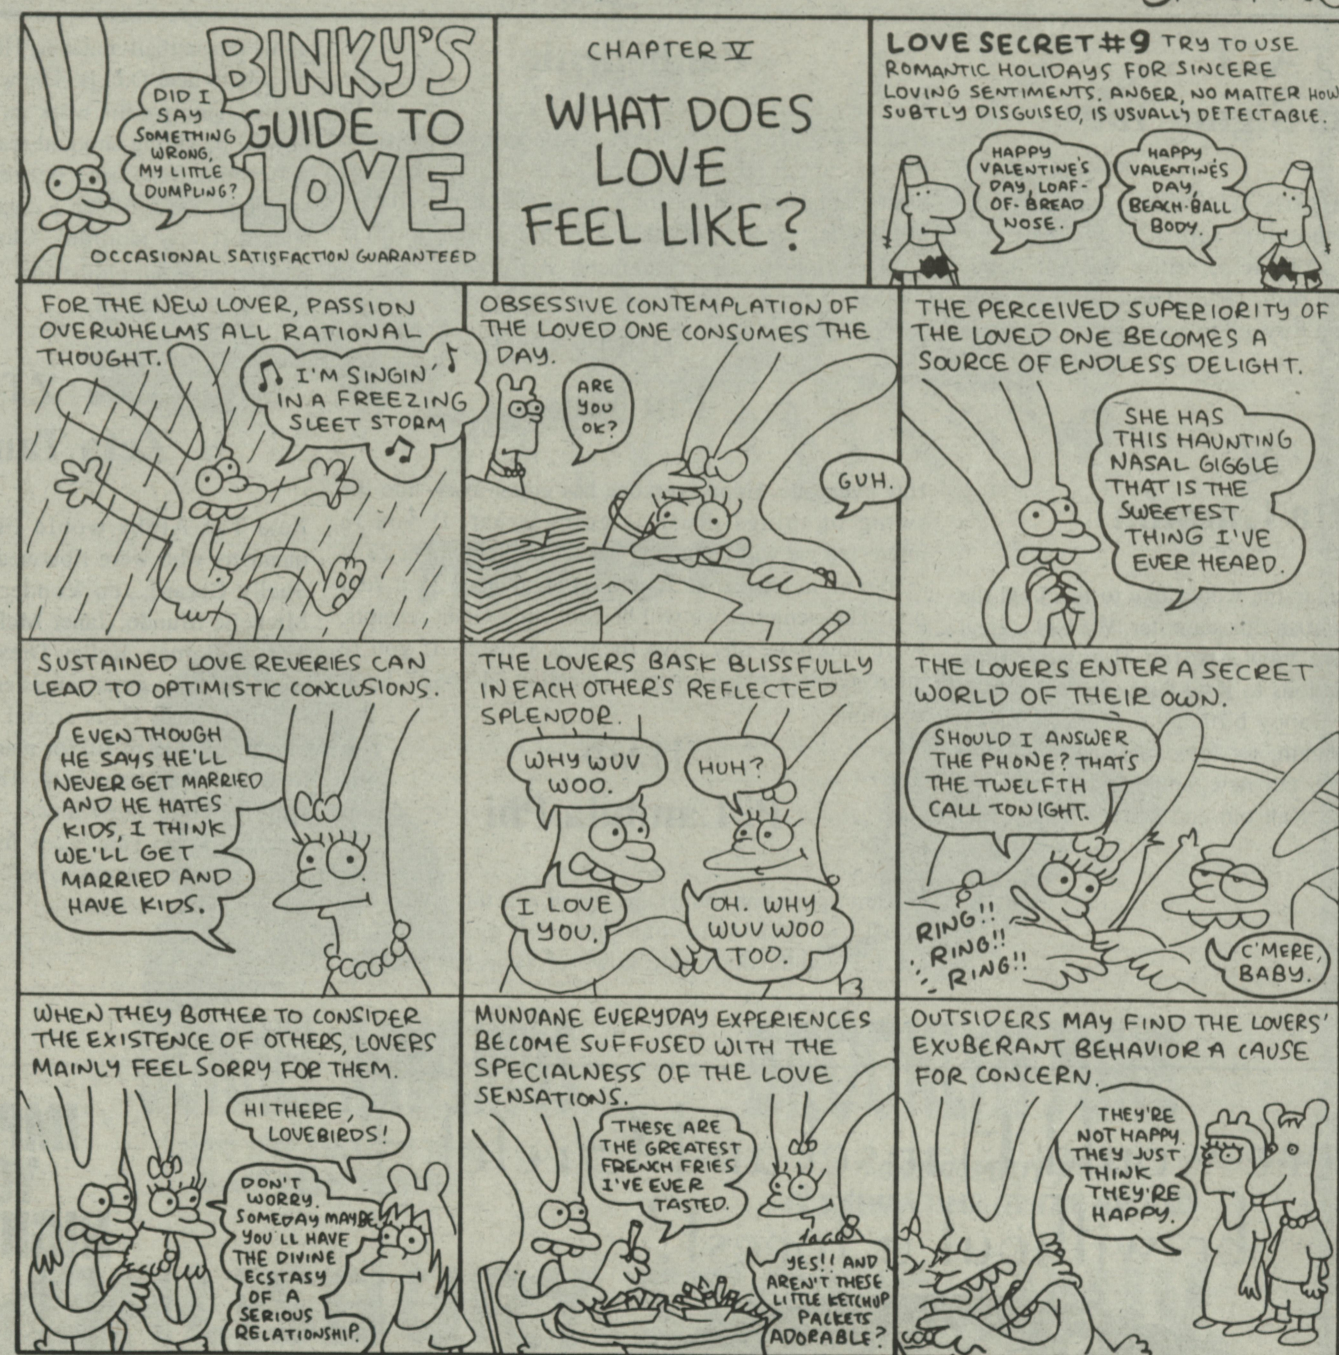 BINKY'S
GUIDE TO
LOVE
DID I
SAY
SOMETHING
WRONG,
MY LITTLE
DUMPLING?
OCCASIONAL SATISFACTION GUARANTEED
CHAPTER V
WHAT DOES
LOVE
FEEL LIKE?
LOVE SECRET #9 TRY TO USE
ROMANTIC HOLIDAYS FOR SINCERE
LOVING SENTIMENTS. ANGER, NO MATTER HOW
SUBTLY DISGUISED, IS USUALLY DETECTABLE.
HAPPY
VALENTINE'S
DAY, LOAF-
OF-BREAD
NOSE.
HAPPY
VALENTINE'S
DAY,
BEACH-BALL
BODY.
FOR THE NEW LOVER, PASSION
OVERWHELMS ALL RATIONAL
THOUGHT.
I'M SINGIN'
IN A FREEZING
SLEET STORM
OBSESSIVE CONTEMPLATION OF
THE LOVED ONE CONSUMES THE
DAY.
ARE
YOU
OK?
GUH.
THE PERCEIVED SUPERIORITY OF
THE LOVED ONE BECOMES A
SOURCE OF ENDLESS DELIGHT.
SHE HAS
THIS HAUNTING
NASAL GIGGLE
THAT IS THE
SWEETEST
THING I'VE
EVER HEARD.
SUSTAINED LOVE REVERIES CAN
LEAD TO OPTIMISTIC CONCLUSIONS.
EVEN THOUGH
HE SAYS HE'LL
NEVER GET MARRIED
AND HE HATES
KIDS, I THINK
WE'LL GET
MARRIED AND
HAVE KIDS.
THE LOVERS BASK BLISSFULLY
IN EACH OTHER'S REFLECTED
SPLENDOR.
WHY WUV
WOO.
HUH?
I LOVE
YOU.
OH. WHY
WUV WOO
TOO.
THE LOVERS ENTER A SECRET
WORLD OF THEIR OWN.
SHOULD I ANSWER
THE PHONE? THAT'S
THE TWELFTH
CALL TONIGHT.
RING!!
RING!!
RING!!
C'MERE,
BABY.
WHEN THEY BOTHER TO CONSIDER
THE EXISTENCE OF OTHERS, LOVERS
MAINLY FEEL SORRY FOR THEM.
HI THERE,
LOVEBIRDS!
DON'T
WORRY.
SOMEDAY MAYBE
YOU'LL HAVE
THE DIVINE
ECSTASY
OF A
SERIOUS
RELATIONSHIP.
MUNDANE EVERYDAY EXPERIENCES
BECOME SUFFUSED WITH THE
SPECIALNESS OF THE LOVE
SENSATIONS.
THESE ARE
THE GREATEST
FRENCH FRIES
I'VE EVER
TASTED.
YES!! AND
AREN'T THESE
LITTLE KETCHUP
PACKETS
ADORABLE?
OUTSIDERS MAY FIND THE LOVERS'
EXUBERANT BEHAVIOR A CAUSE
FOR CONCERN.
THEY'RE
NOT HAPPY.
THEY JUST
THINK
THEY'RE
HAPPY.